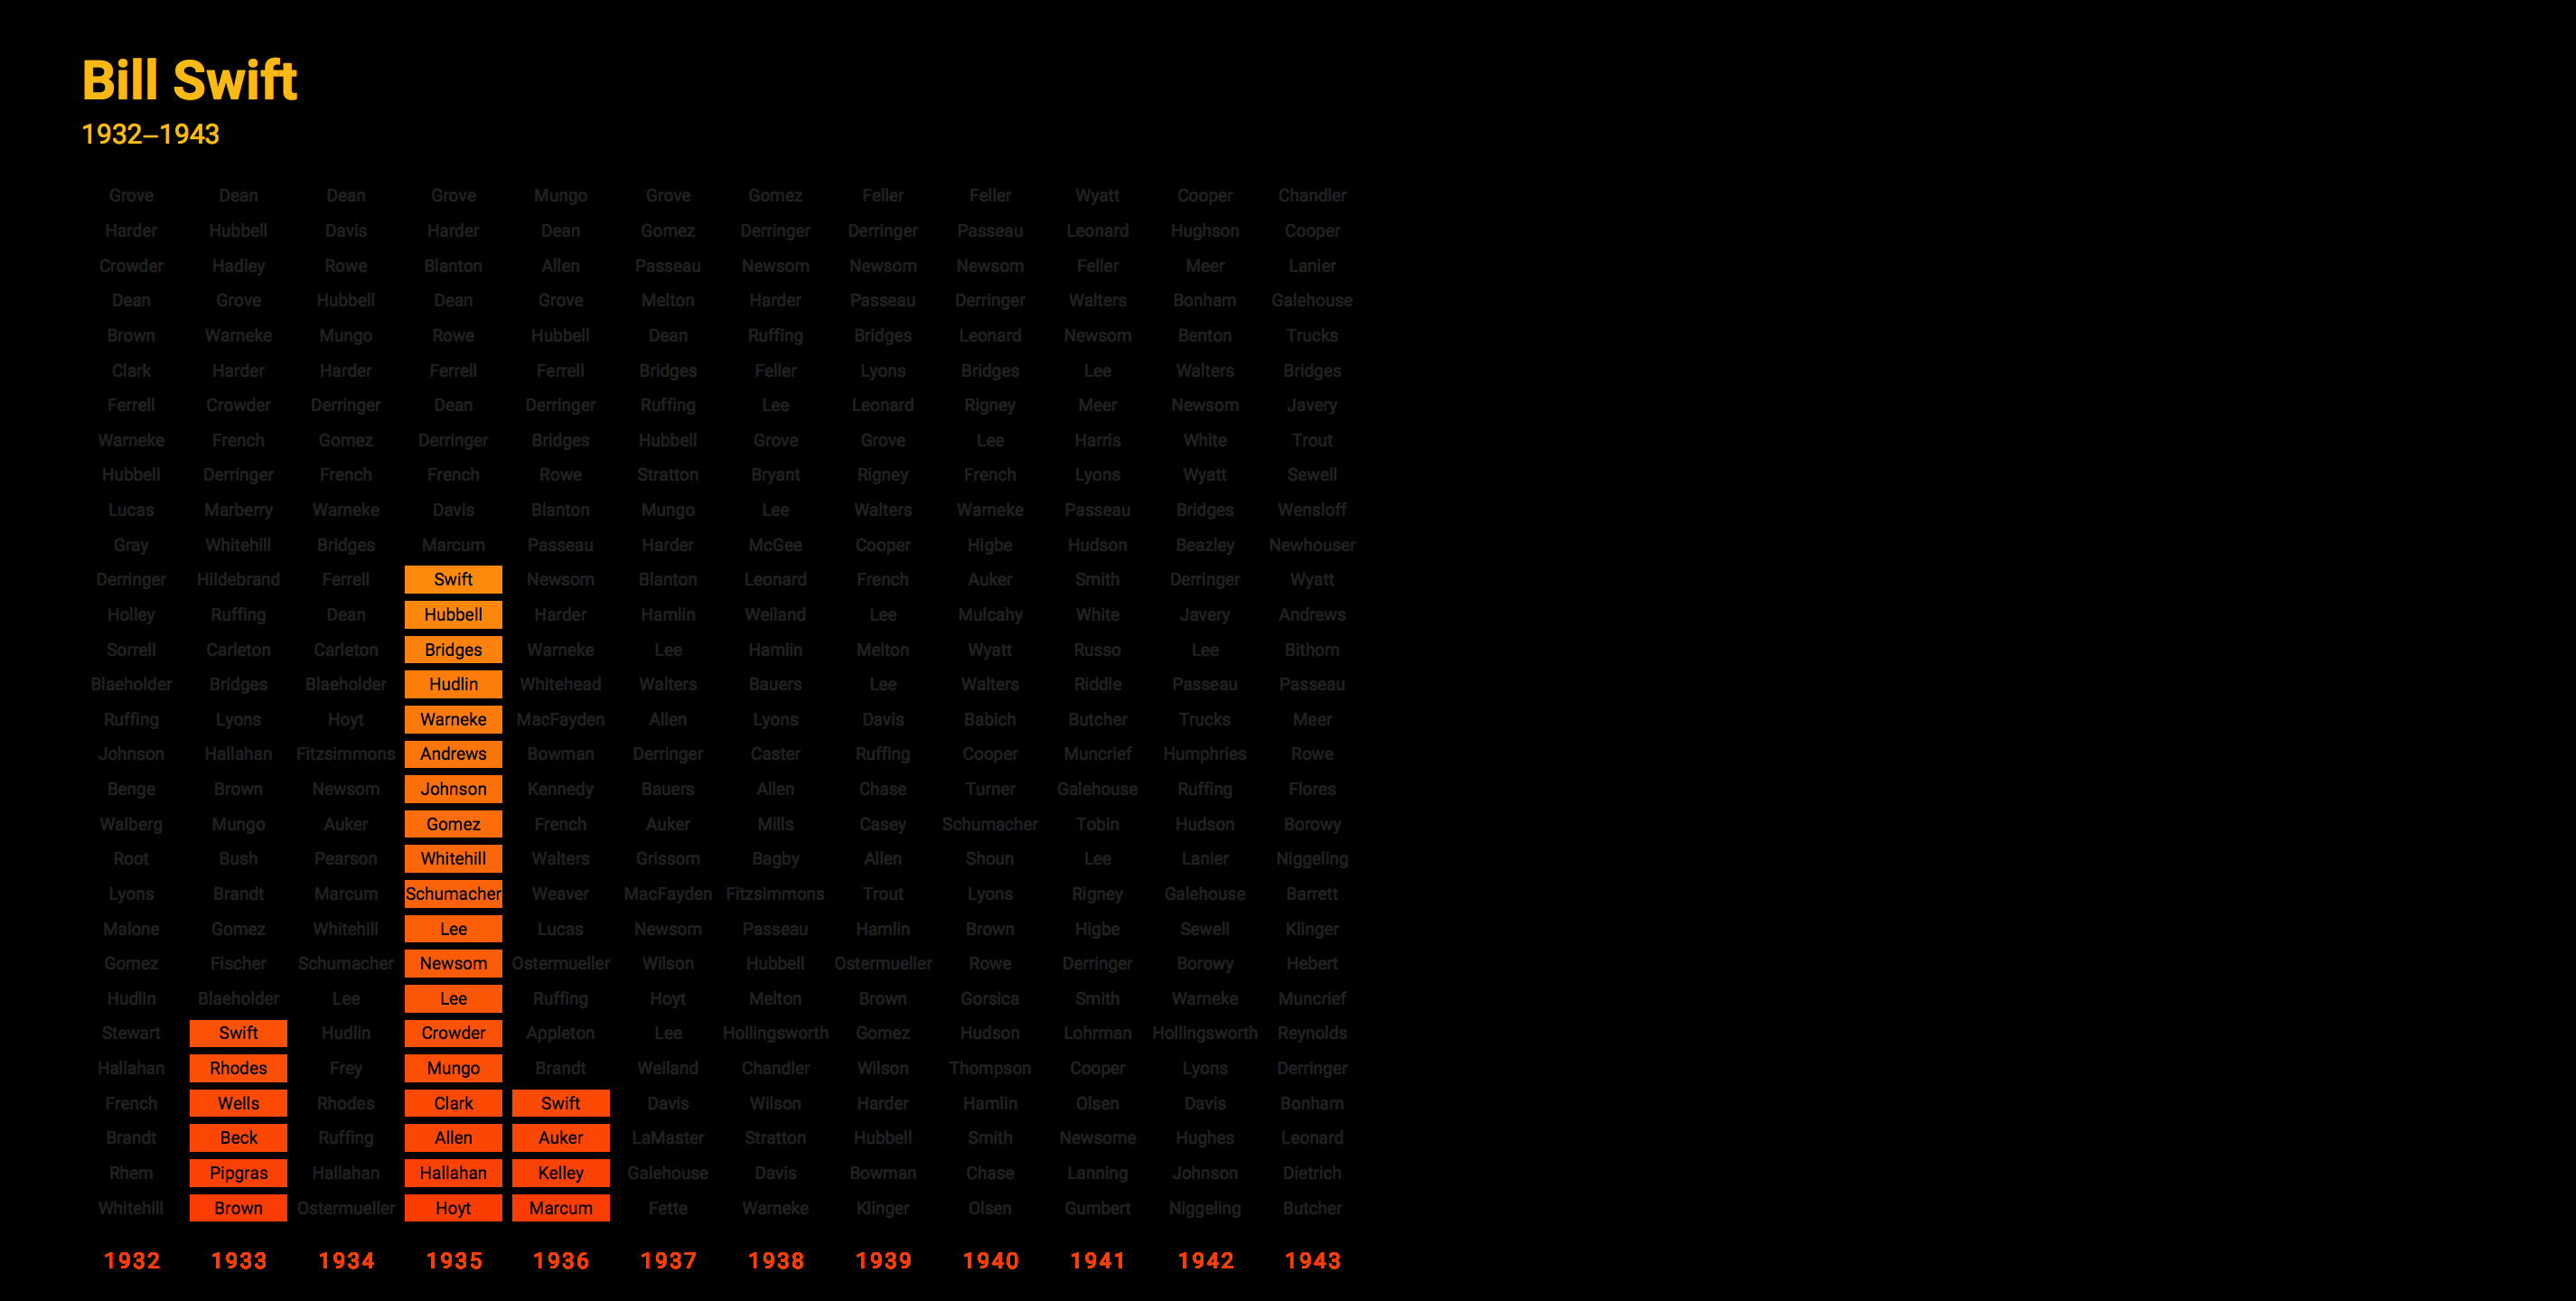 Bill Swift
1932–1943
Grove Dean Dean Grove Mungo Grove Gomez Feller Feller Wyatt Cooper Chandler
Harder Hubbell Davis Harder Dean Gomez Derringer Derringer Passeau Leonard Hughson Cooper
Crowder Hadley Rowe Blanton Allen Passeau Newsom Newsom Newsom Feller Meer Lanier
Dean Grove Hubbell Dean Grove Melton Harder Passeau Derringer Walters Bonham Galehouse
Brown Warneke Mungo Rowe Hubbell Dean Ruffing Bridges Leonard Newsom Benton Trucks
Clark Harder Harder Ferrell Ferrell Bridges Feller Lyons Bridges Lee Walters Bridges
Ferrell Crowder Derringer Dean Derringer Ruffing Lee Leonard Rigney Meer Newsom Javery
Warneke French Gomez Derringer Bridges Hubbell Grove Grove Lee Harris White Trout
Hubbell Derringer French French Rowe Stratton Bryant Rigney French Lyons Wyatt Sewell
Lucas Marberry Warneke Davis Blanton Mungo Lee Walters Warneke Passeau Bridges Wensloff
Gray Whitehill Bridges Marcum Passeau Harder McGee Cooper Higbe Hudson Beazley Newhouser
Derringer Hildebrand Ferrell Swift Newsom Blanton Leonard French Auker Smith Derringer Wyatt
Holley Ruffing Dean Hubbell Harder Hamlin Weiland Lee Mulcahy White Javery Andrews
Sorrell Carleton Carleton Bridges Warneke Lee Hamlin Melton Wyatt Russo Lee Bithorn
Blaeholder Bridges Blaeholder Hudlin Whitehead Walters Bauers Lee Walters Riddle Passeau Passeau
Ruffing Lyons Hoyt Warneke MacFayden Allen Lyons Davis Babich Butcher Trucks Meer
Johnson Hallahan Fitzsimmons Andrews Bowman Derringer Caster Ruffing Cooper Muncrief Humphries Rowe
Benge Brown Newsom Johnson Kennedy Bauers Allen Chase Turner Galehouse Ruffing Flores
Walberg Mungo Auker Gomez French Auker Mills Casey Schumacher Tobin Hudson Borowy
Root Bush Pearson Whitehill Walters Grissom Bagby Allen Shoun Lee Lanier Niggeling
Lyons Brandt Marcum Schumacher Weaver MacFayden Fitzsimmons Trout Lyons Rigney Galehouse Barrett
Malone Gomez Whitehill Lee Lucas Newsom Passeau Hamlin Brown Higbe Sewell Klinger
Gomez Fischer Schumacher Newsom Ostermueller Wilson Hubbell Ostermueller Rowe Derringer Borowy Hebert
Hudlin Blaeholder Lee Lee Ruffing Hoyt Melton Brown Gorsica Smith Warneke Muncrief
Stewart Swift Hudlin Crowder Appleton Lee Hollingsworth Gomez Hudson Lohrman Hollingsworth Reynolds
Hallahan Rhodes Frey Mungo Brandt Weiland Chandler Wilson Thompson Cooper Lyons Derringer
French Wells Rhodes Clark Swift Davis Wilson Harder Hamlin Olsen Davis Bonham
Brandt Beck Ruffing Allen Auker LaMaster Stratton Hubbell Smith Newsome Hughes Leonard
Rhem Pipgras Hallahan Hallahan Kelley Galehouse Davis Bowman Chase Lanning Johnson Dietrich
Whitehill Brown Ostermueller Hoyt Marcum Fette Warneke Klinger Olsen Gumbert Niggeling Butcher
1932 1933 1934 1935 1936 1937 1938 1939 1940 1941 1942 1943